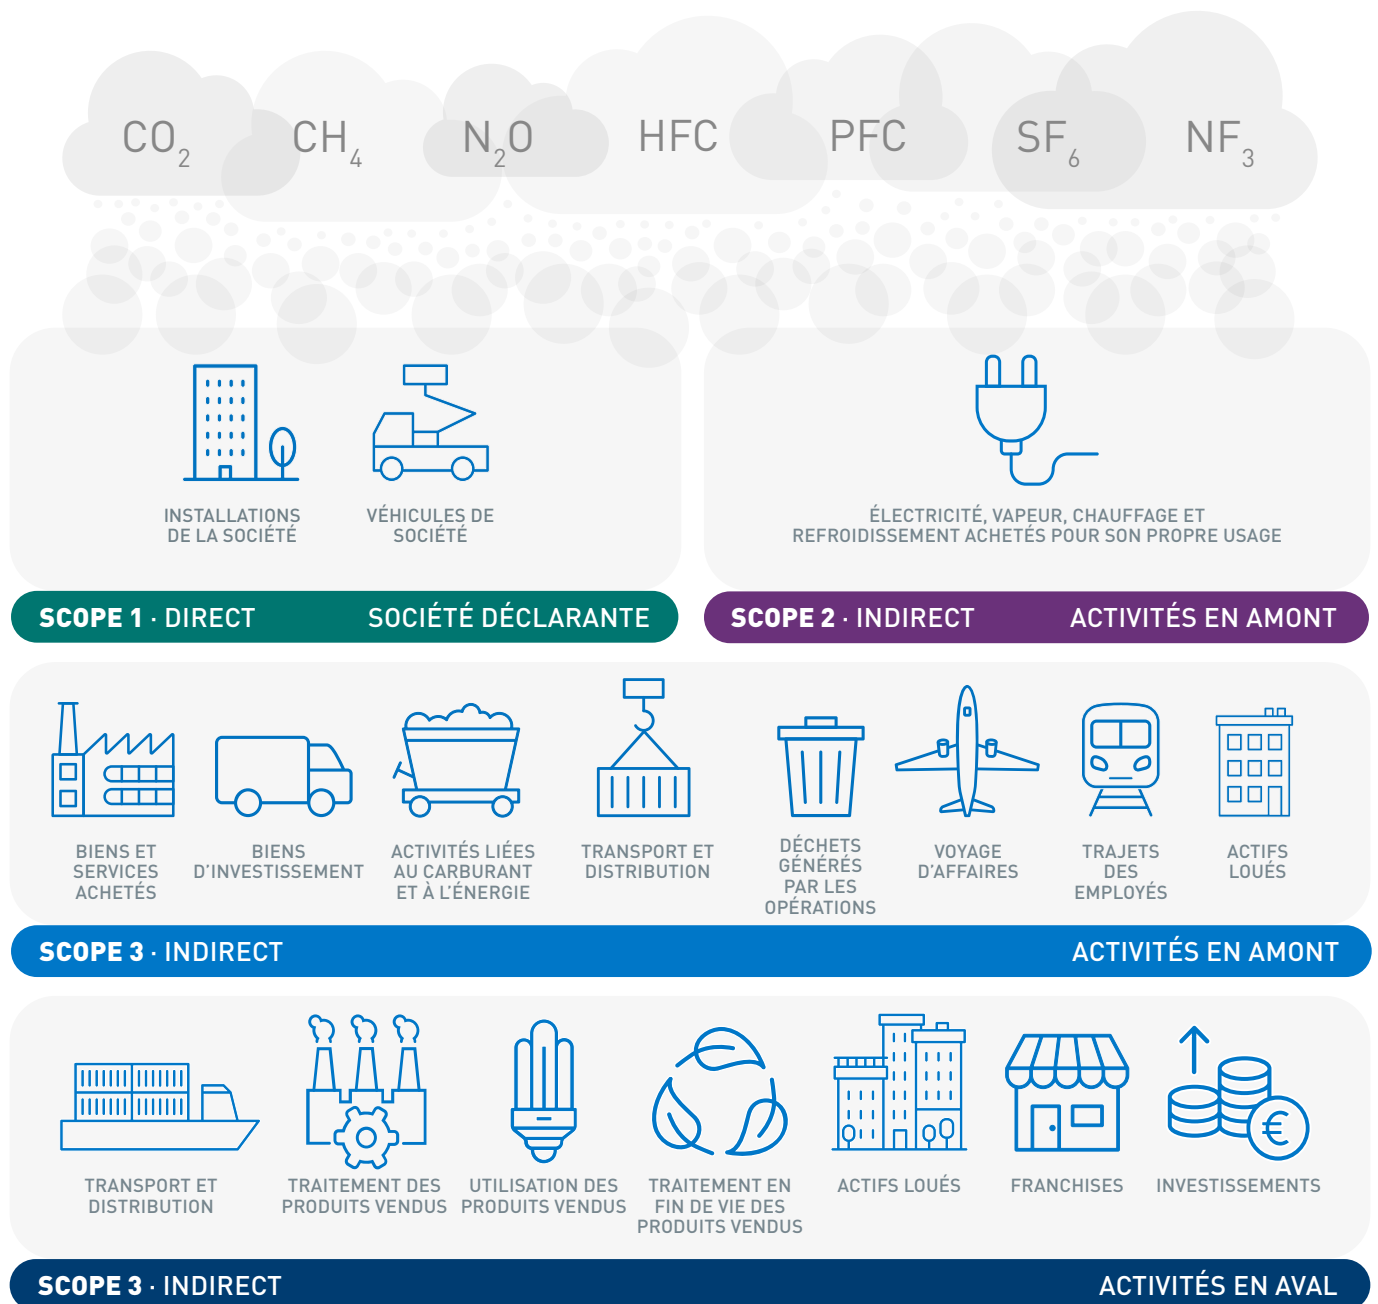 CO2 CH4 N2O HFC PFC SF6 NF3
INSTALLATIONS
DE LA SOCIÉTÉ
VÉHICULES DE
SOCIÉTÉ
ÉLECTRICITÉ, VAPEUR, CHAUFFAGE ET
REFROIDISSEMENT ACHETÉS POUR SON PROPRE USAGE
SCOPE 1 · DIRECT SOCIÉTÉ DÉCLARANTE
SCOPE 2 · INDIRECT ACTIVITÉS EN AMONT
BIENS ET
SERVICES
ACHETÉS
BIENS
D’INVESTISSEMENT
ACTIVITÉS LIÉES
AU CARBURANT
ET À L’ÉNERGIE
TRANSPORT ET
DISTRIBUTION
DÉCHETS
GÉNÉRÉS
PAR LES
OPÉRATIONS
VOYAGE
D’AFFAIRES
TRAJETS
DES
EMPLOYÉS
ACTIFS
LOUÉS
SCOPE 3 · INDIRECT ACTIVITÉS EN AMONT
TRANSPORT ET
DISTRIBUTION
TRAITEMENT DES
PRODUITS VENDUS
UTILISATION DES
PRODUITS VENDUS
TRAITEMENT EN
FIN DE VIE DES
PRODUITS VENDUS
ACTIFS LOUÉS
FRANCHISES
€
INVESTISSEMENTS
SCOPE 3 · INDIRECT ACTIVITÉS EN AVAL